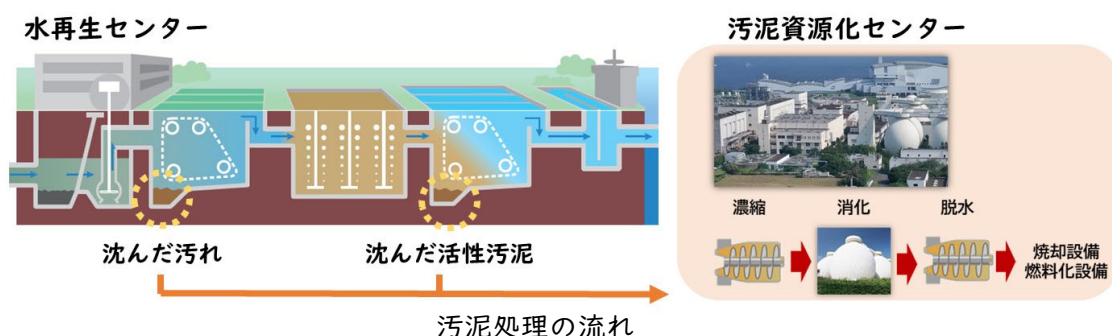 水再生センター
汚泥資源化センター
濃縮
消化
脱水
焼却設備
燃料化設備
沈んだ汚れ
沈んだ活性汚泥
汚泥処理の流れ